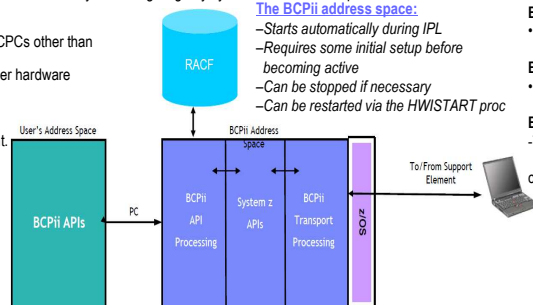 CPCs other than
er hardware
RACF
The BCPii address space:
–Starts automatically during IPL
–Requires some initial setup before
becoming active
–Can be stopped if necessary
–Can be restarted via the HWISTART proc
t.
User's Address Space
BCPii Address
Space
To/From Support
Element
BCPii APIs
PC
BCPii
API
Processing
System z
APIs
BCPii
Transport
Processing
z/OS